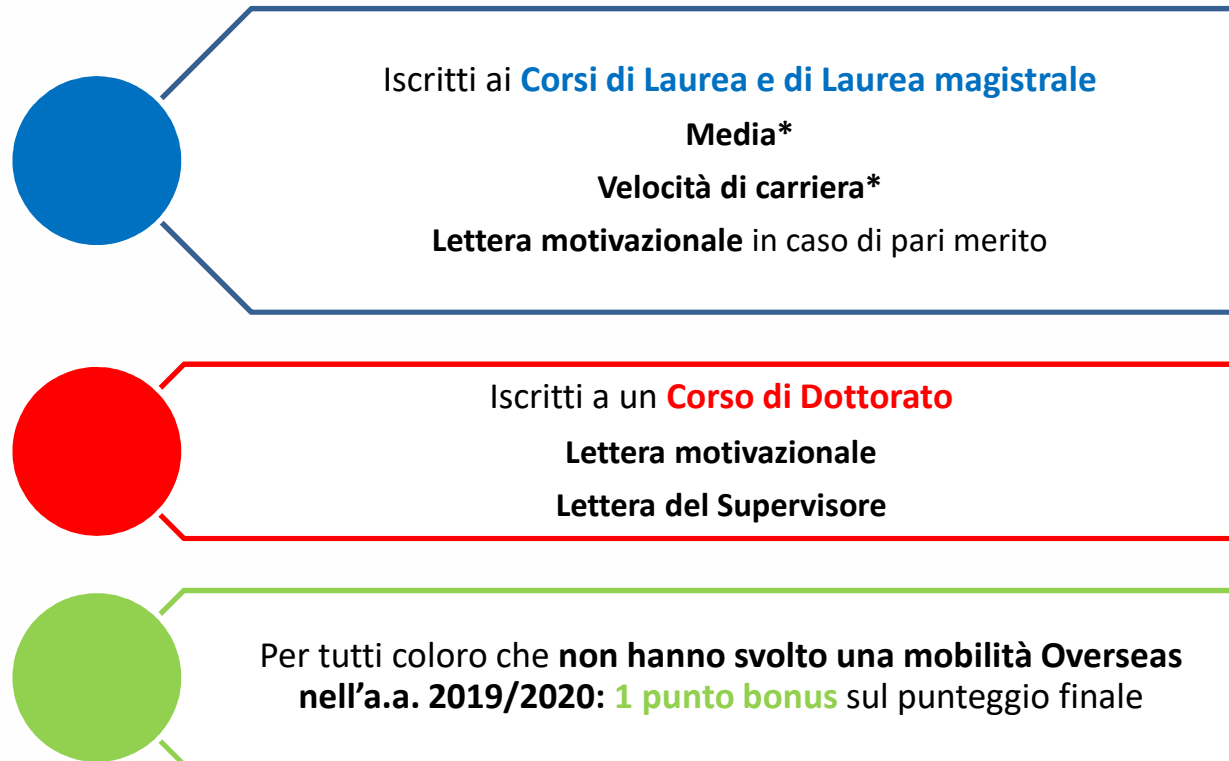 Iscritti ai Corsi di Laurea e di Laurea magistrale
Media*
Velocità di carriera*
Lettera motivazionale in caso di pari merito
Iscritti a un Corso di Dottorato
Lettera motivazionale
Lettera del Supervisore
Per tutti coloro che non hanno svolto una mobilità Overseas
nell'a.a. 2019/2020: 1 punto bonus sul punteggio finale